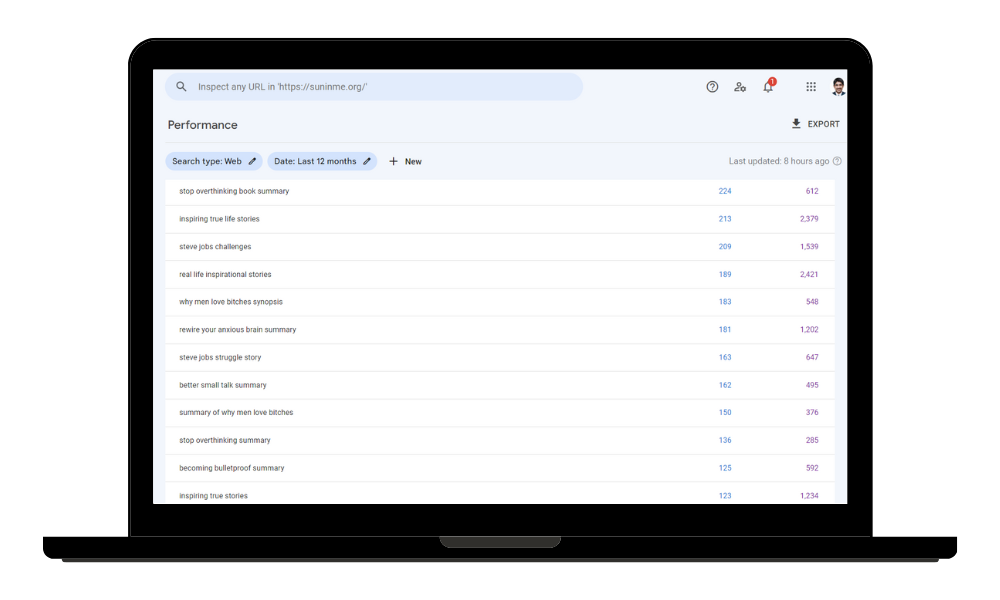 Inspect any URL in 'https://suninme.org/'
1
Performance
EXPORT
Search type: Web
Date: Last 12 months
+ New
Last updated: 8 hours ago
stop overthinking book summary 224 612
inspiring true life stories 213 2,379
steve jobs challenges 209 1,539
real life inspirational stories 189 2,421
why men love bitches synopsis 183 548
rewire your anxious brain summary 181 1,202
steve jobs struggle story 163 647
better small talk summary 162 495
summary of why men love bitches 150 376
stop overthinking summary 136 285
becoming bulletproof summary 125 592
inspiring true stories 123 1,234